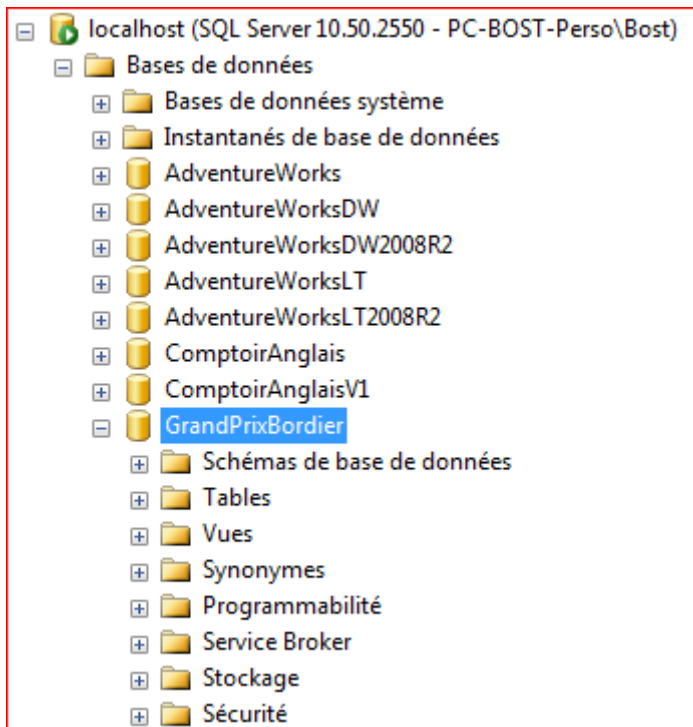 localhost (SQL Server 10.50.2550 - PC-BOST-Perso\Bost)
Bases de données
Bases de données système
Instantanés de base de données
AdventureWorks
AdventureWorksDW
AdventureWorksDW2008R2
AdventureWorksLT
AdventureWorksLT2008R2
ComptoirAnglais
ComptoirAnglaisV1
GrandPrixBordier
Schémas de base de données
Tables
Vues
Synonymes
Programmabilité
Service Broker
Stockage
Sécurité